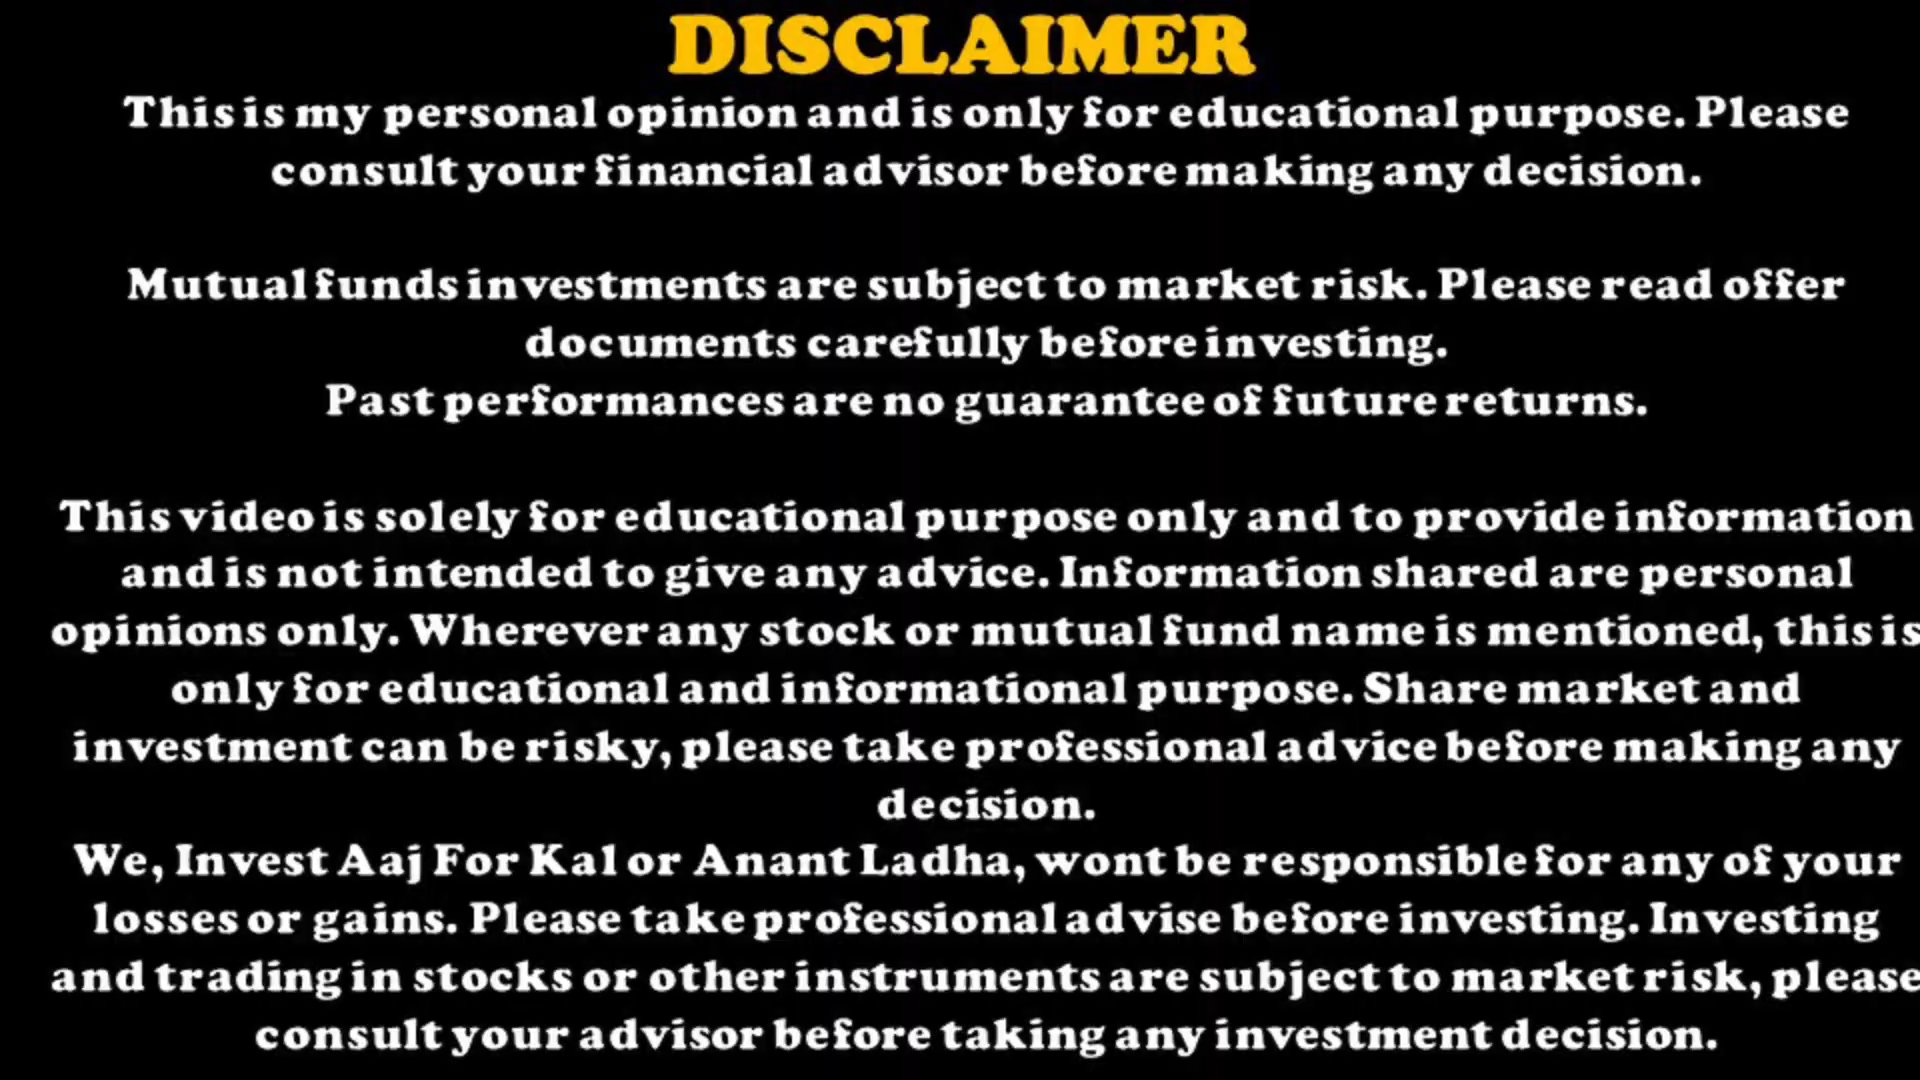 DISCLAIMER
This is my personal opinion and is only for educational purpose. Please
consult your financial advisor before making any decision.
Mutual funds investments are subject to market risk. Please read offer
documents carefully before investing.
Past performances are no guarantee of future returns.
This video is solely for educational purpose only and to provide information
and is not intended to give any advice. Information shared are personal
opinions only. Wherever any stock or mutual fund name is mentioned, this is
only for educational and informational purpose. Share market and
investment can be risky, please take professional advice before making any
decision.
We, Invest Aaj For Kal or Anant Ladha, wont be responsible for any of your
losses or gains. Please take professional advise before investing. Investing
and trading in stocks or other instruments are subject to market risk, please
consult your advisor before taking any investment decision.